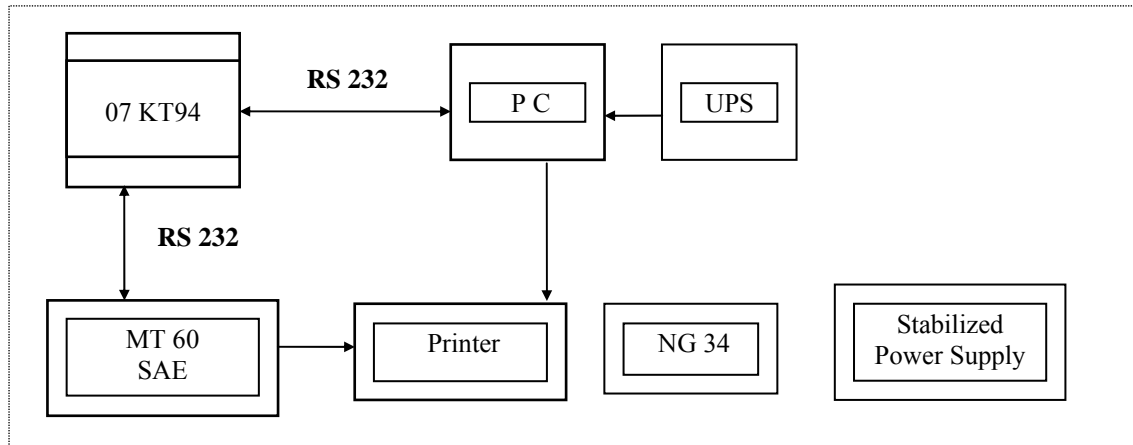 RS 232
07 KT94
P C
UPS
RS 232
MT 60
SAE
Printer
NG 34
Stabilized
Power Supply